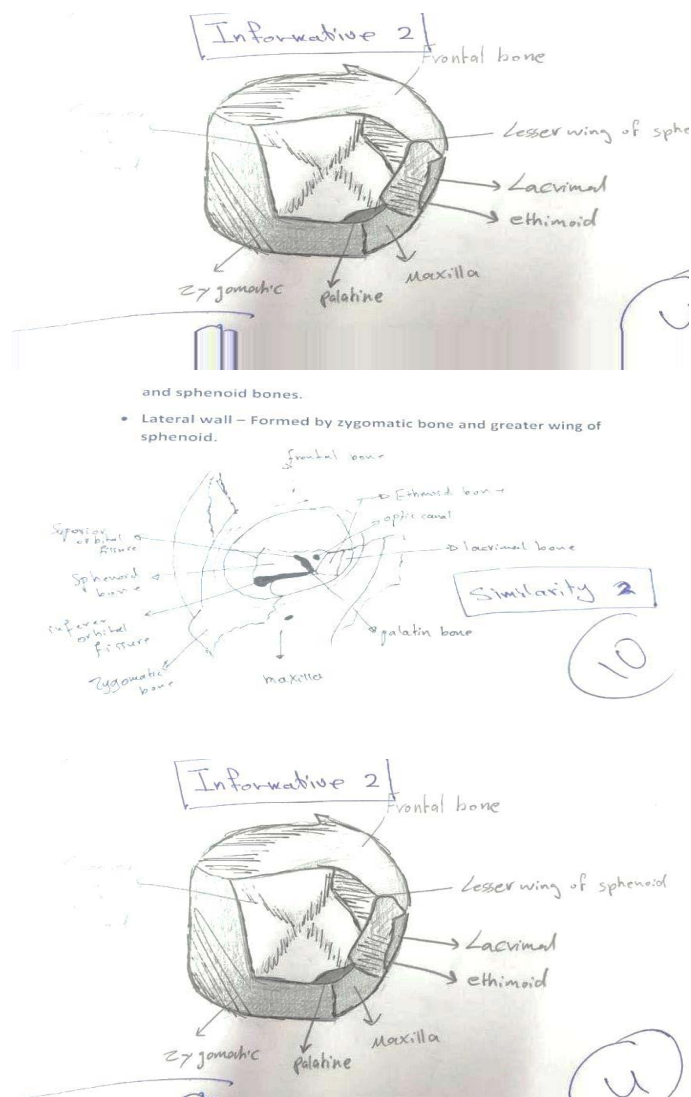 Informative 2
Frontal bone
Lesser wing of sphe
Lacrimal
ethimoid
Maxilla
Zygomatic
Palatine
and sphenoid bones.
• Lateral wall – Formed by zygomatic bone and greater wing of
sphenoid.
frontal bone
Ethmoid bone
optic canal
Superior
orbital
fissure
lacrimal bone
Sphenoid
bone
Similarity 2
orbital
fissure
palatin bone
10
Zygomatic
bone
maxilla
Informative 2
Frontal bone
Lesser wing of sphenoid
Lacrimal
ethimoid
Maxilla
Zygomatic
Palatine